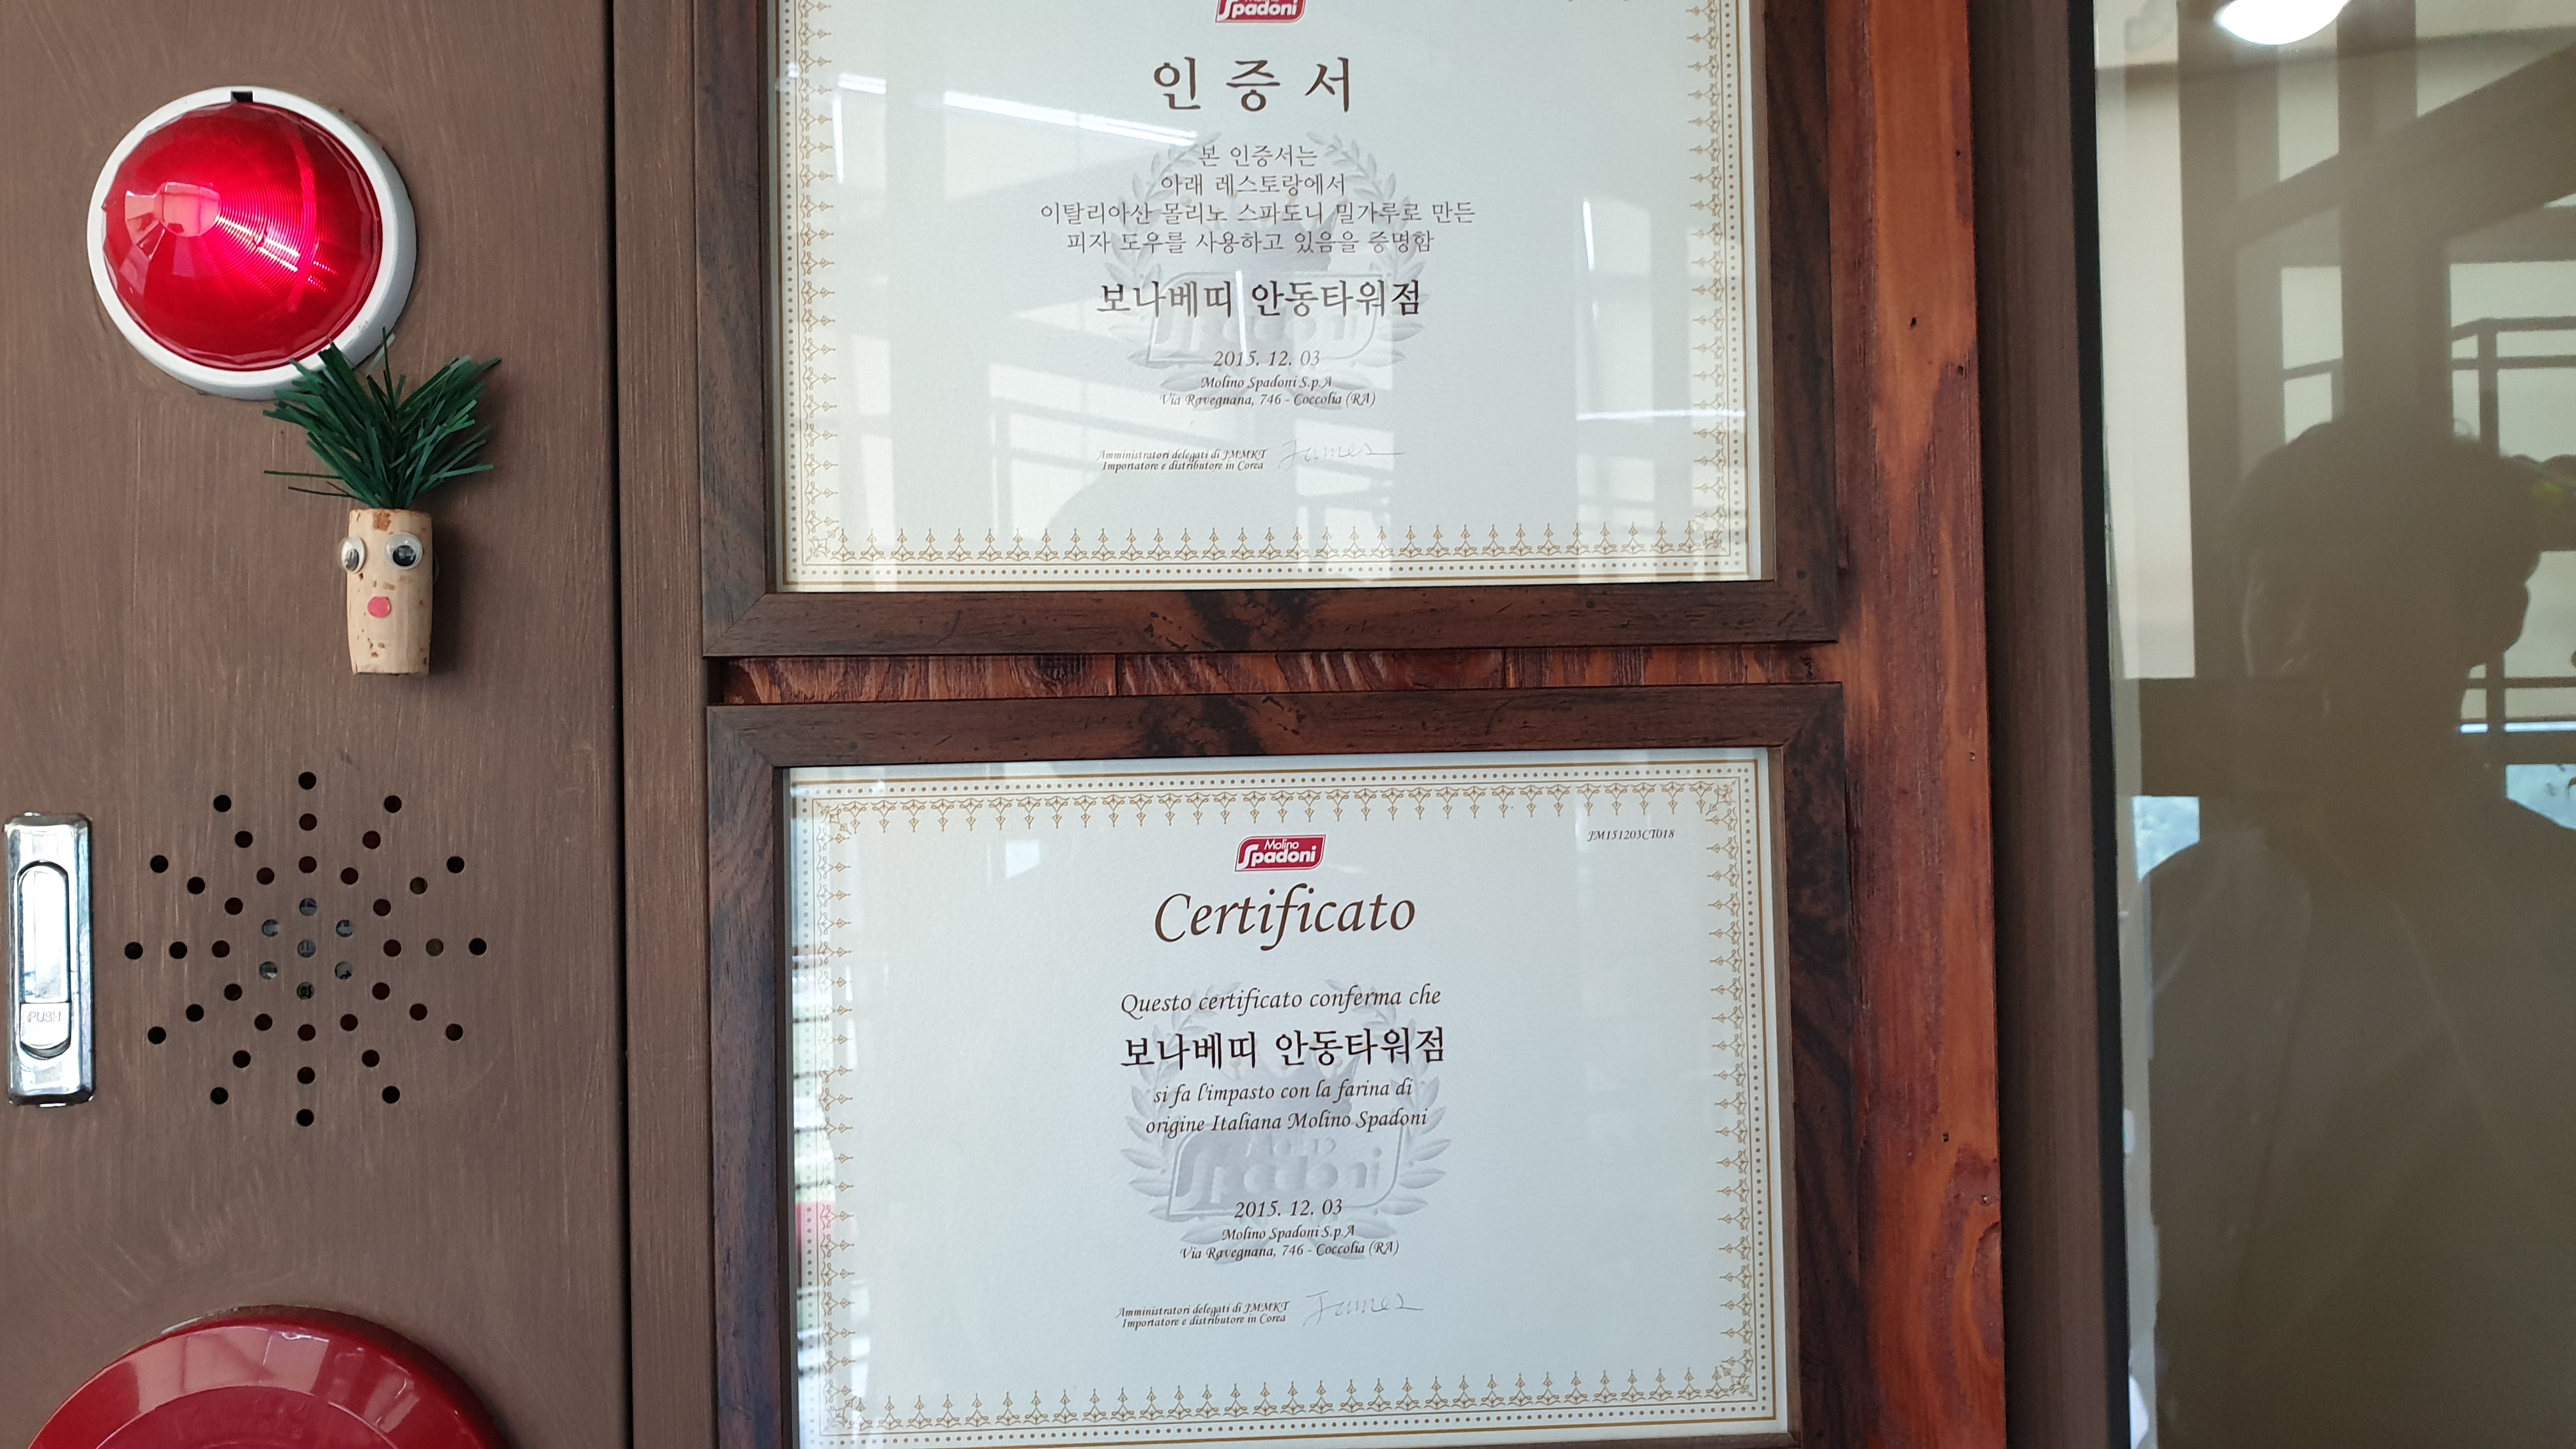 Spadoni
인증서
본 인증서는
아래 레스토랑에서
이탈리아산 몰리노 스파도니 밀가루로 만든
피자 도우를 사용하고 있음을 증명함
보나베띠 안동타워점
2015. 12. 03
Molino Spadoni S.p.A
Via Ravegnana, 746 - Coccolia (RA)
Amministratori delegati di JMMKT
Importatore e distributore in Corea
James
PUSH
Molino
Spadoni
JM151203CT018
Certificato
Questo certificato conferma che
보나베띠 안동타워점
si fa l'impasto con la farina di
origine Italiana Molino Spadoni
Spadoni
2015. 12. 03
Molino Spadoni S.p.A
Via Ravegnana, 746 - Coccolia (RA)
Amministratori delegati di JMMKT
Importatore e distributore in Corea
James